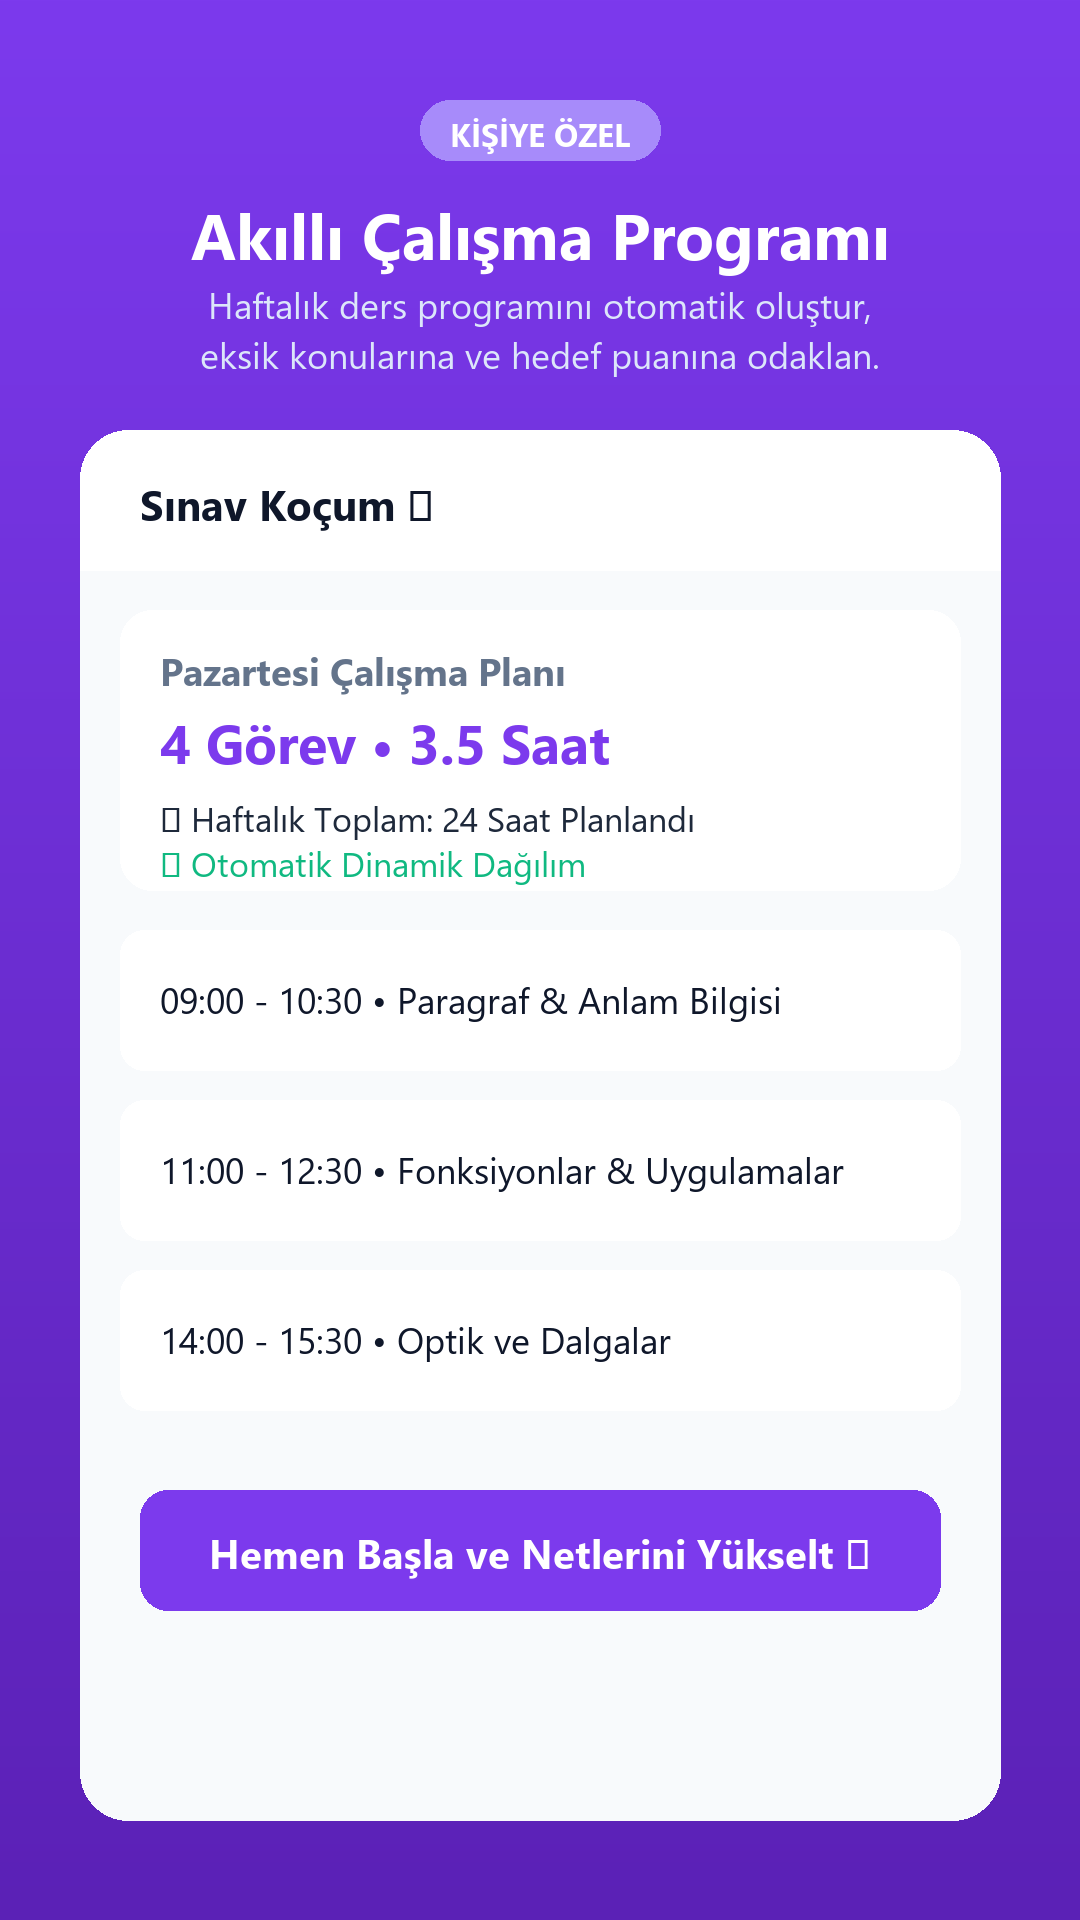 KİŞİYE ÖZEL
Akıllı Çalışma Programı
Haftalık ders programını otomatik oluştur,
eksik konularına ve hedef puanına odaklan.
Sınav Koçum
Pazartesi Çalışma Planı
4 Görev • 3.5 Saat
Haftalık Toplam: 24 Saat Planlandı
Otomatik Dinamik Dağılım
09:00 - 10:30 • Paragraf & Anlam Bilgisi
11:00 - 12:30 • Fonksiyonlar & Uygulamalar
14:00 - 15:30 • Optik ve Dalgalar
Hemen Başla ve Netlerini Yükselt